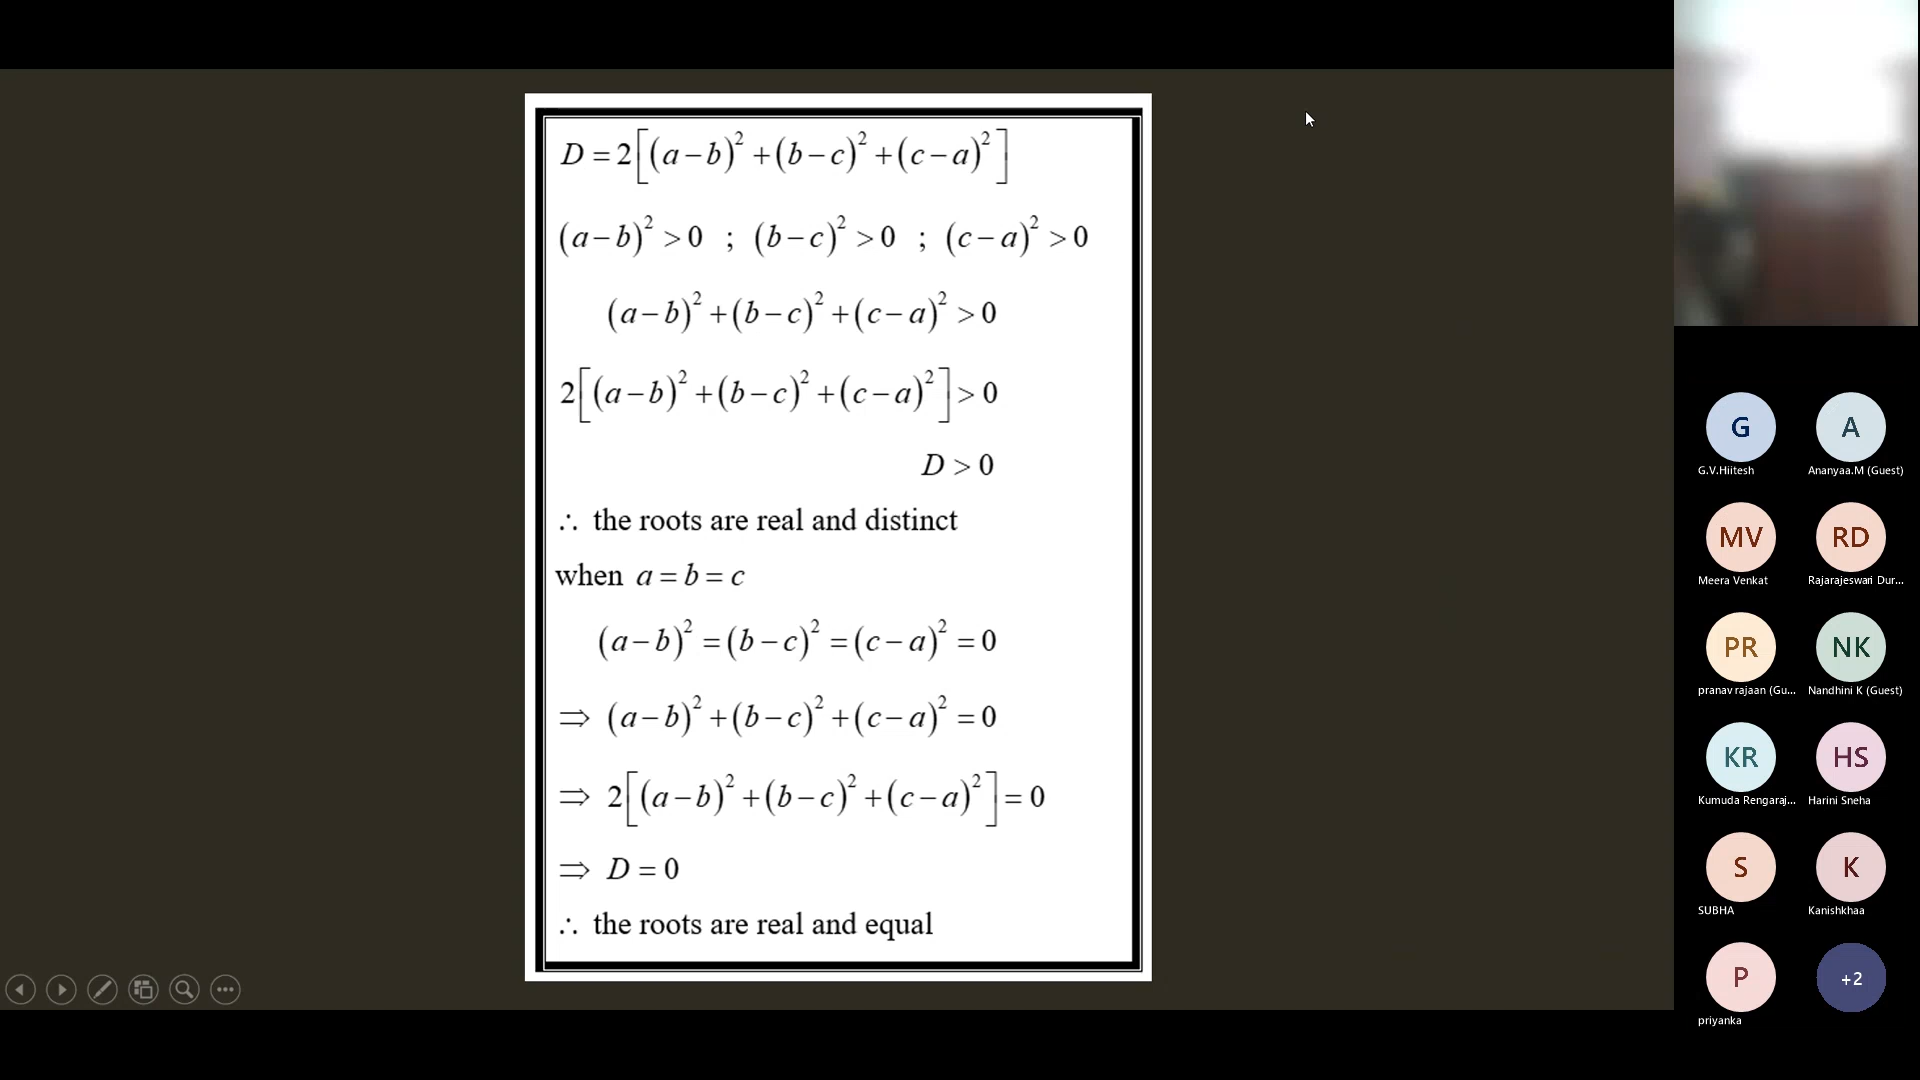 D = 2[(a−b)² + (b−c)² + (c−a)²]
(a−b)² > 0 ; (b−c)² > 0 ; (c−a)² > 0
(a−b)² + (b−c)² + (c−a)² > 0
2[(a−b)² + (b−c)² + (c−a)²] > 0
D > 0
∴ the roots are real and distinct
when a = b = c
(a−b)² = (b−c)² = (c−a)² = 0
⇒ (a−b)² + (b−c)² + (c−a)² = 0
⇒ 2[(a−b)² + (b−c)² + (c−a)²] = 0
⇒ D = 0
∴ the roots are real and equal
G A
G.V.Hiitesh Ananyaa.M (Guest)
MV RD
Meera Venkat Rajarajeswari Dur...
PR NK
pranav rajaan (Gu... Nandhini K (Guest)
KR HS
Kumuda Rengaraj... Harini Sneha
S K
SUBHA Kanishkhaa
P +2
priyanka